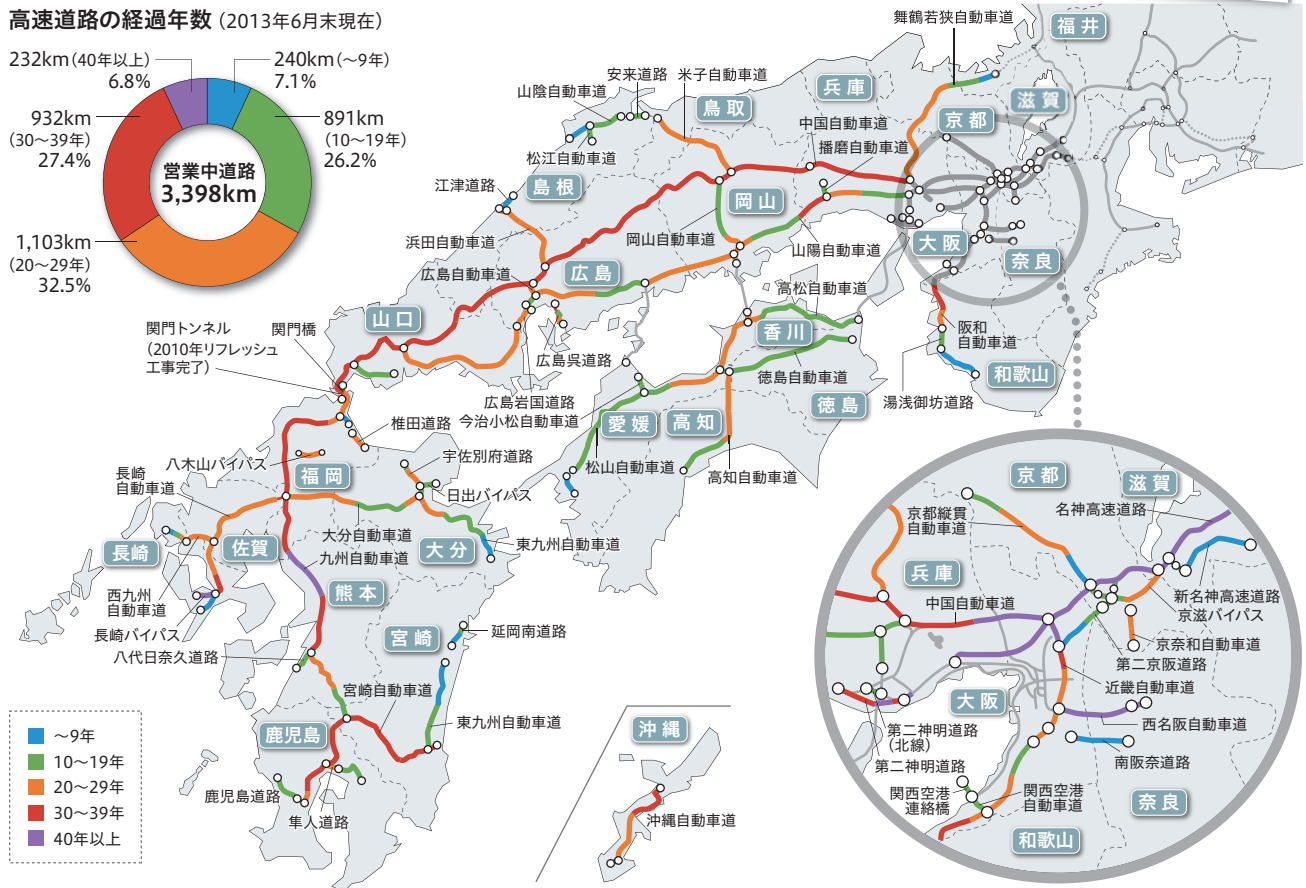 高速道路の経過年数（2013年6月末現在）
232km（40年以上）
6.8%
240km（～9年）
7.1%
932km
（30～39年）
27.4%
891km
（10～19年）
26.2%
営業中道路
3,398km
1,103km
（20～29年）
32.5%
舞鶴若狭自動車道
福井
安来道路
米子自動車道
兵庫
滋賀
山陰自動車道
鳥取
京都
中国自動車道
播磨自動車道
松江自動車道
江津道路
島根
岡山
浜田自動車道
岡山自動車道
山陽自動車道
大阪
奈良
広島自動車道
広島
高松自動車道
関門トンネル
（2010年リフレッシュ
工事完了）
関門橋
山口
香川
阪和
自動車道
広島呉道路
徳島自動車道
和歌山
広島岩国道路
今治小松自動車道
徳島
湯浅御坊道路
椎田道路
愛媛
高知
八木山バイパス
宇佐別府道路
松山自動車道
高知自動車道
長崎
自動車道
福岡
日出バイパス
大分自動車道
大分
東九州自動車道
長崎
佐賀
九州自動車道
西九州
自動車道
熊本
長崎バイパス
宮崎
延岡南道路
八代日奈久道路
宮崎自動車道
東九州自動車道
鹿児島
鹿児島道路
隼人道路
沖縄
沖縄自動車道
～9年
10～19年
20～29年
30～39年
40年以上
京都
滋賀
京都縦貫
自動車道
名神高速道路
兵庫
中国自動車道
新名神高速道路
京滋バイパス
京奈和自動車道
第二京阪道路
近畿自動車道
大阪
西名阪自動車道
第二神明道路
（北線）
第二神明道路
南阪奈道路
関西空港
連絡橋
関西空港
自動車道
奈良
和歌山